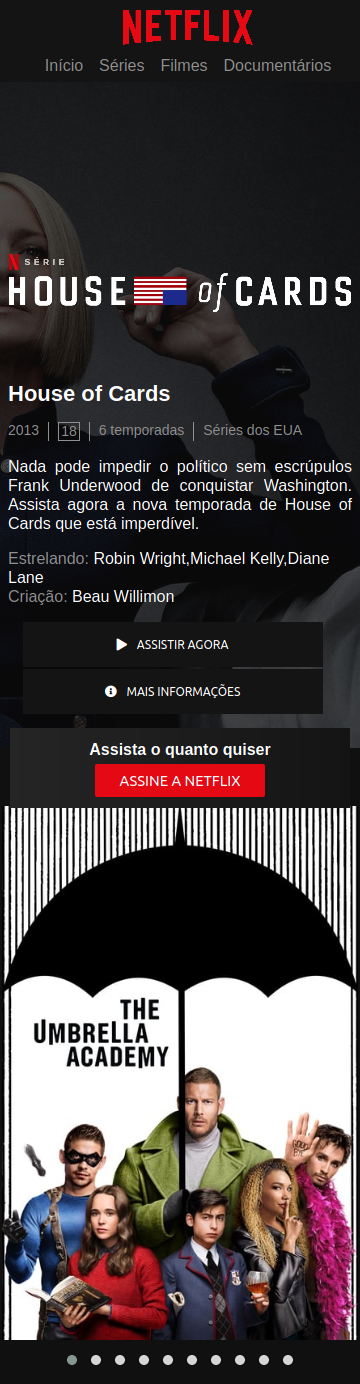 NETFLIX
Início Séries Filmes Documentários
N SÉRIE
HOUSE of CARDS
House of Cards
2013 18 6 temporadas Séries dos EUA
Nada pode impedir o político sem escrúpulos
Frank Underwood de conquistar Washington.
Assista agora a nova temporada de House of
Cards que está imperdível.
Estrelando: Robin Wright,Michael Kelly,Diane
Lane
Criação: Beau Willimon
ASSISTIR AGORA
MAIS INFORMAÇÕES
Assista o quanto quiser
ASSINE A NETFLIX
THE
UMBRELLA
ACADEMY